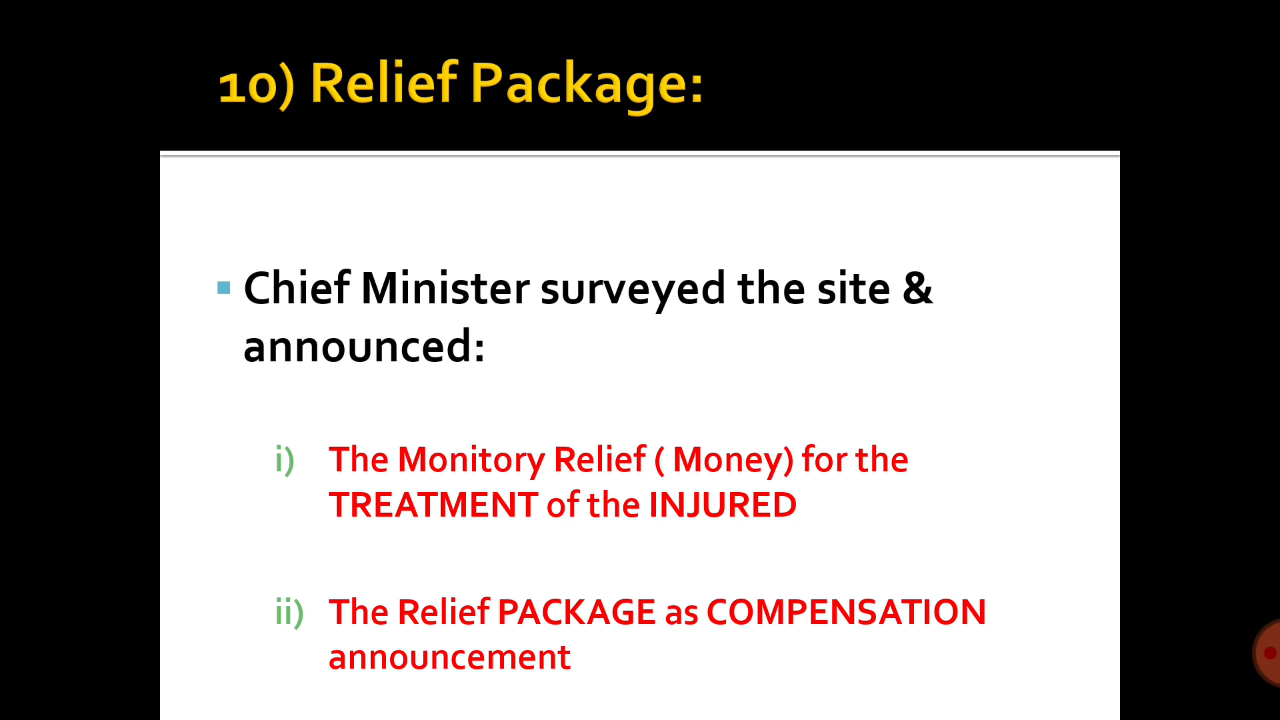 10) Relief Package:
Chief Minister surveyed the site &
announced:
i) The Monitory Relief ( Money) for the
TREATMENT of the INJURED
ii) The Relief PACKAGE as COMPENSATION
announcement